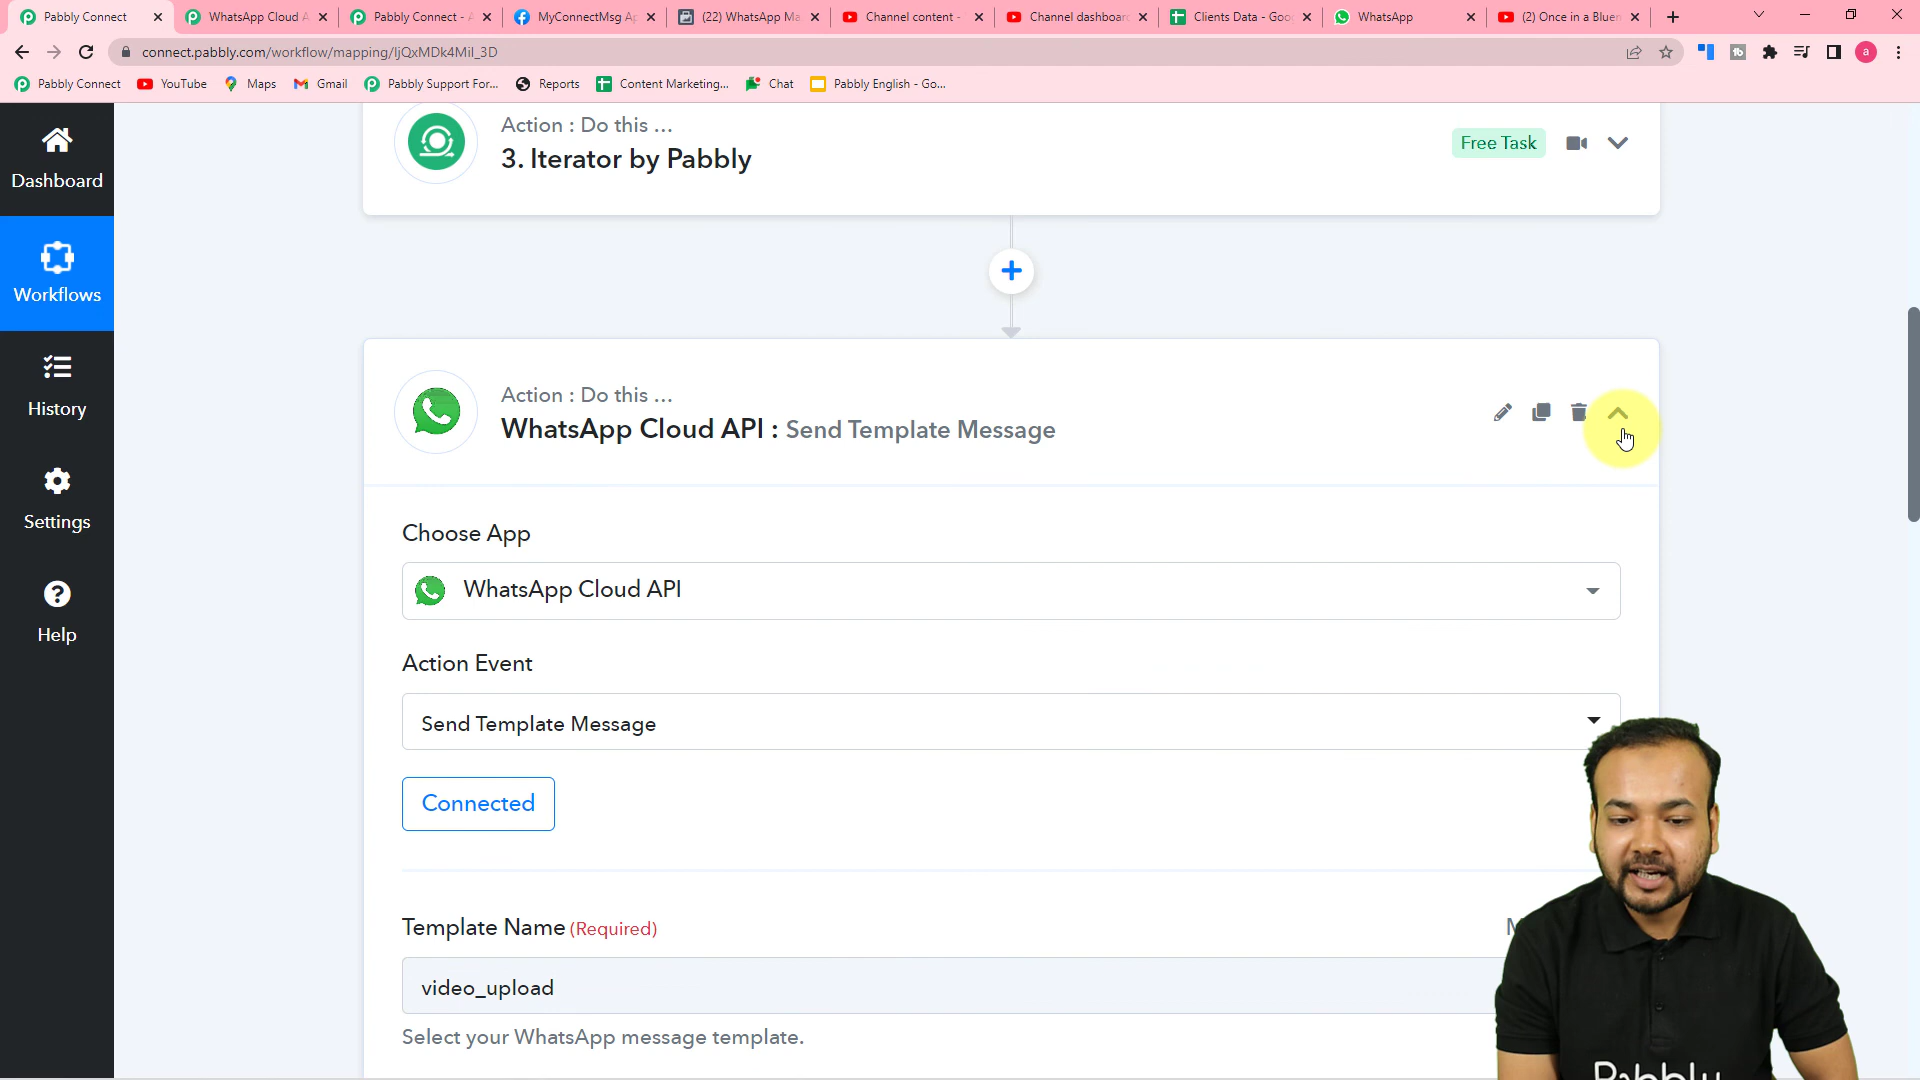 Pabbly Connect
WhatsApp Cloud A
Pabbly Connect - A
MyConnectMsg Ap
(22) WhatsApp Ma
Channel content -
Channel dashboard
Clients Data - Goo
WhatsApp
(2) Once in a Bluem
connect.pabbly.com/workflow/mapping/IjQxMDk4MiI_3D
a
Pabbly Connect
YouTube
Maps
Gmail
Pabbly Support For...
Reports
Content Marketing...
Chat
Pabbly English - Go...
Dashboard
Workflows
History
Settings
Help
Action : Do this ...
3. Iterator by Pabbly
Free Task
Action : Do this ...
WhatsApp Cloud API : Send Template Message
Choose App
WhatsApp Cloud API
Action Event
Send Template Message
Connected
Template Name (Required)
video_upload
Select your WhatsApp message template.
Pabbly